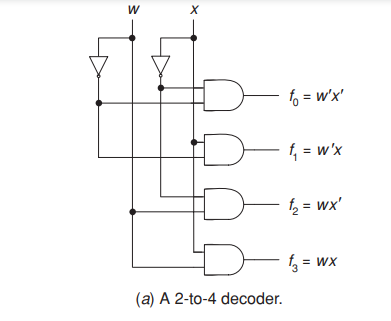 w x
f₀ = w'x'
f₁ = w'x
f₂ = wx'
f₃ = wx
(a) A 2-to-4 decoder.